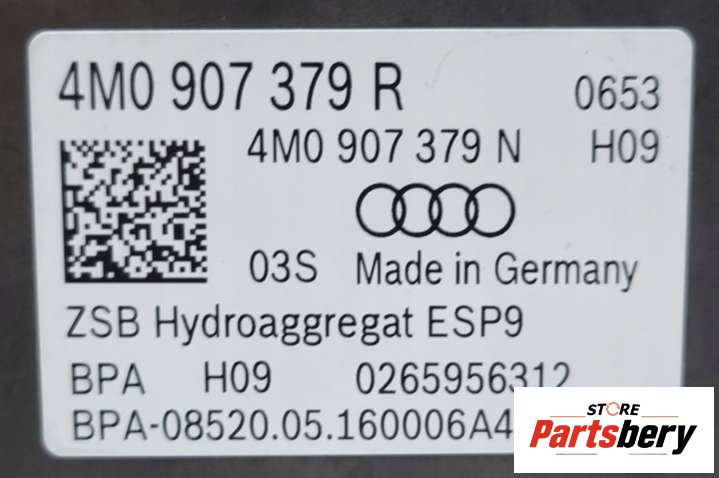 4M0 907 379 R 0653
4M0 907 379 N H09
03S Made in Germany
ZSB Hydroaggregat ESP9
BPA H09 0265956312
BPA-08520.05.160006A4
STORE
Partsbery